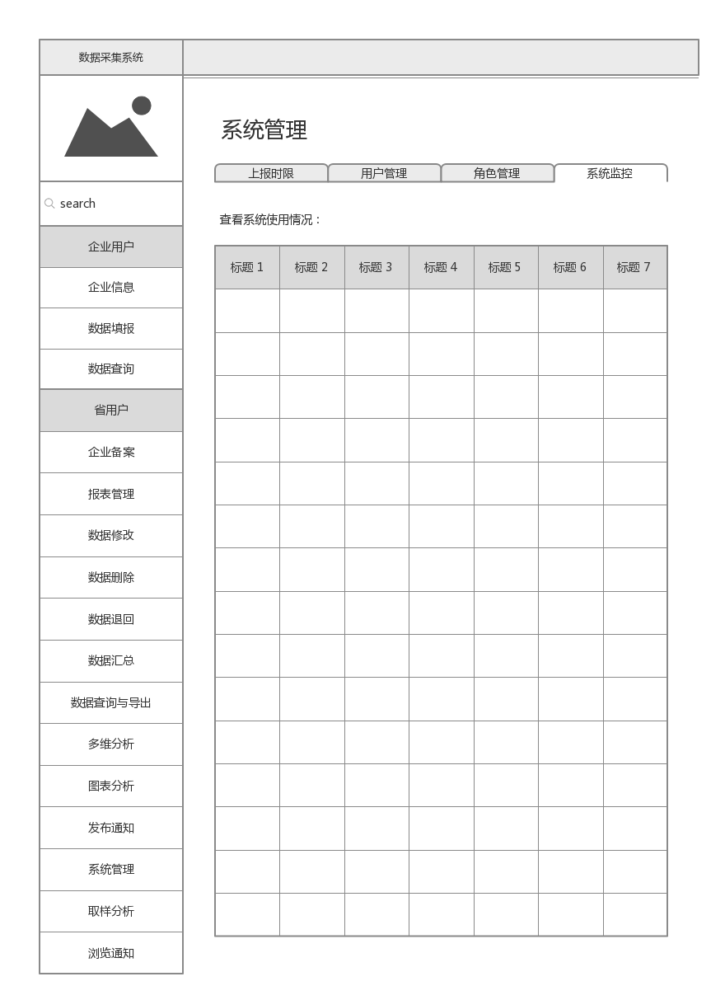 数据采集系统
search
企业用户
企业信息
数据填报
数据查询
省用户
企业备案
报表管理
数据修改
数据删除
数据退回
数据汇总
数据查询与导出
多维分析
图表分析
发布通知
系统管理
取样分析
浏览通知
系统管理
上报时限 用户管理 角色管理 系统监控
查看系统使用情况：
标题 1 标题 2 标题 3 标题 4 标题 5 标题 6 标题 7